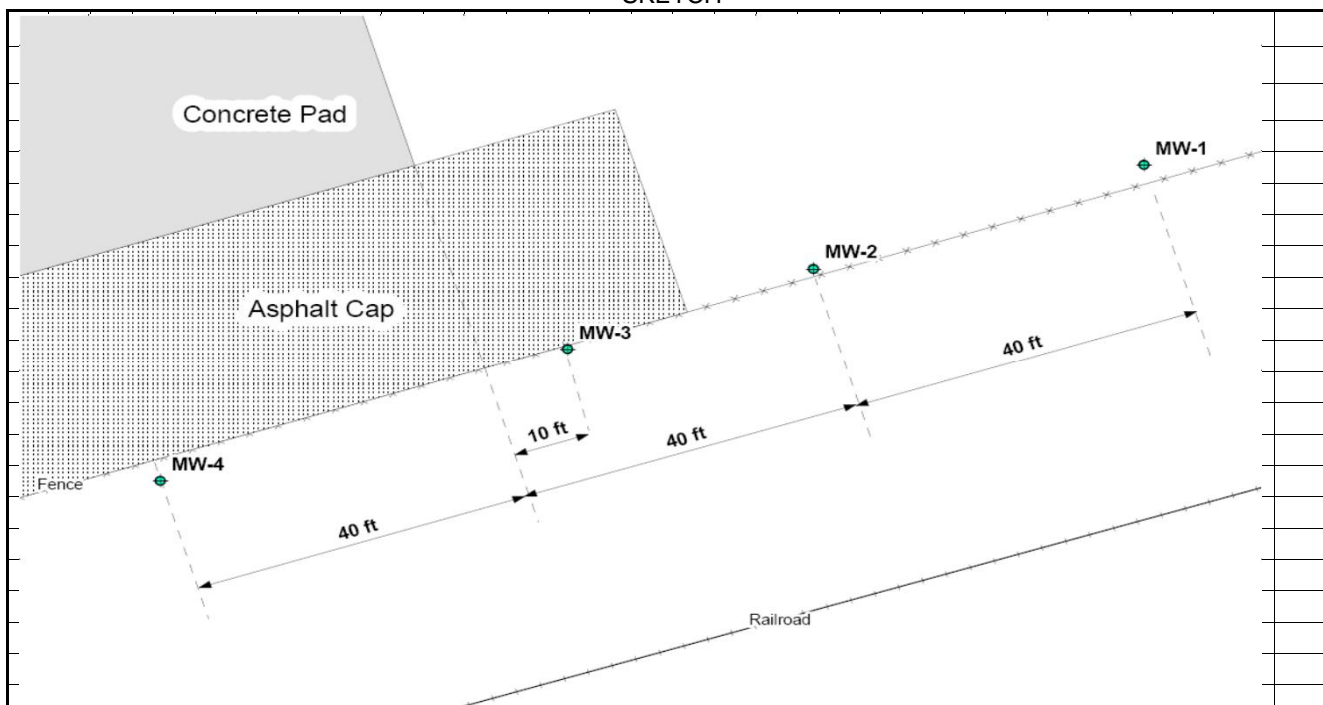 SKETCH
Concrete Pad
MW-1
MW-2
Asphalt Cap
MW-3
40 ft
10 ft
40 ft
MW-4
Fence
40 ft
Railroad